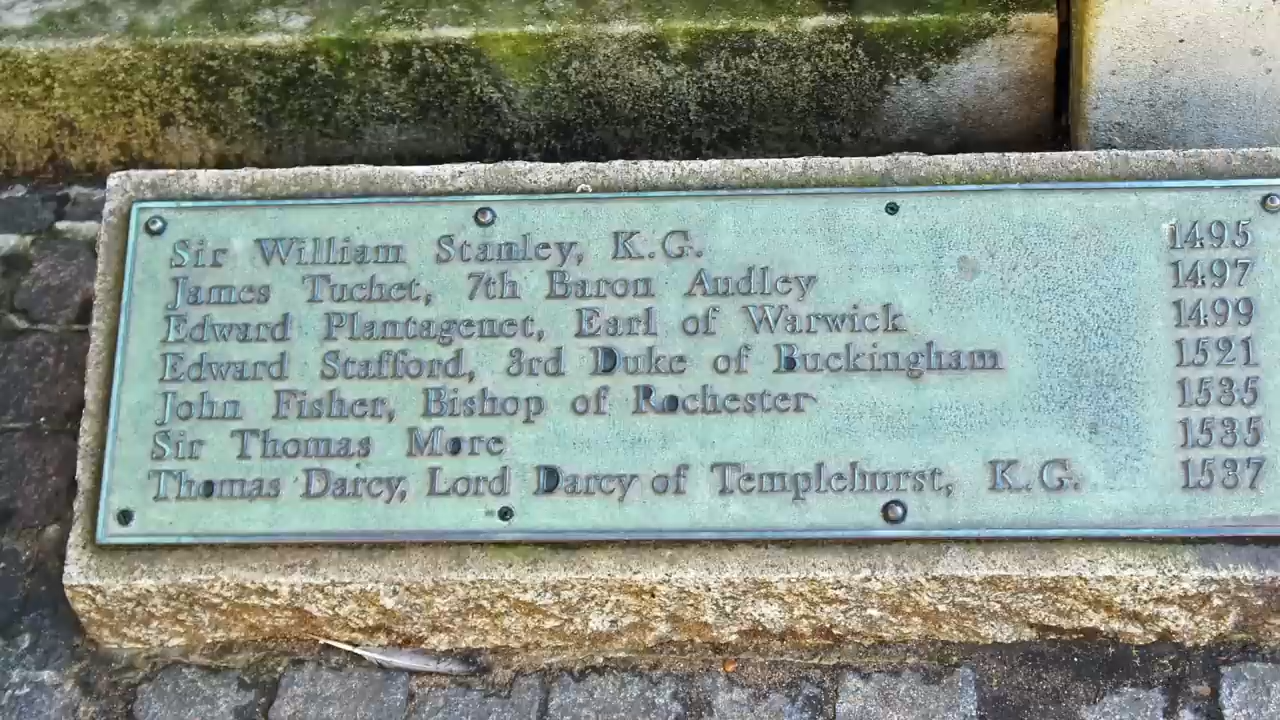 Sir William Stanley, K.G. 1495
James Tuchet, 7th Baron Audley 1497
Edward Plantagenet, Earl of Warwick 1499
Edward Stafford, 3rd Duke of Buckingham 1521
John Fisher, Bishop of Rochester 1535
Sir Thomas More 1535
Thomas Darcy, Lord Darcy of Templehurst, K.G. 1537